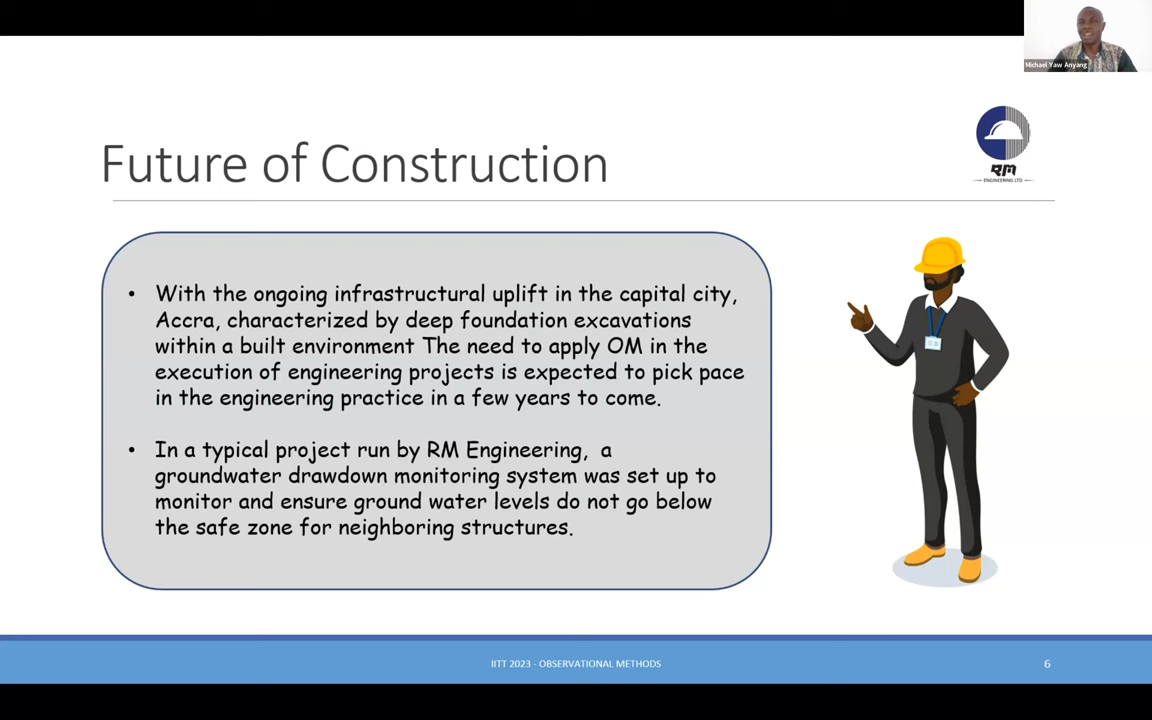 Michael Yaw Anyang
RM
ENGINEERING LTD
Future of Construction
• With the ongoing infrastructural uplift in the capital city,
Accra, characterized by deep foundation excavations
within a built environment The need to apply OM in the
execution of engineering projects is expected to pick pace
in the engineering practice in a few years to come.
• In a typical project run by RM Engineering, a
groundwater drawdown monitoring system was set up to
monitor and ensure ground water levels do not go below
the safe zone for neighboring structures.
IITT 2023 - OBSERVATIONAL METHODS
6